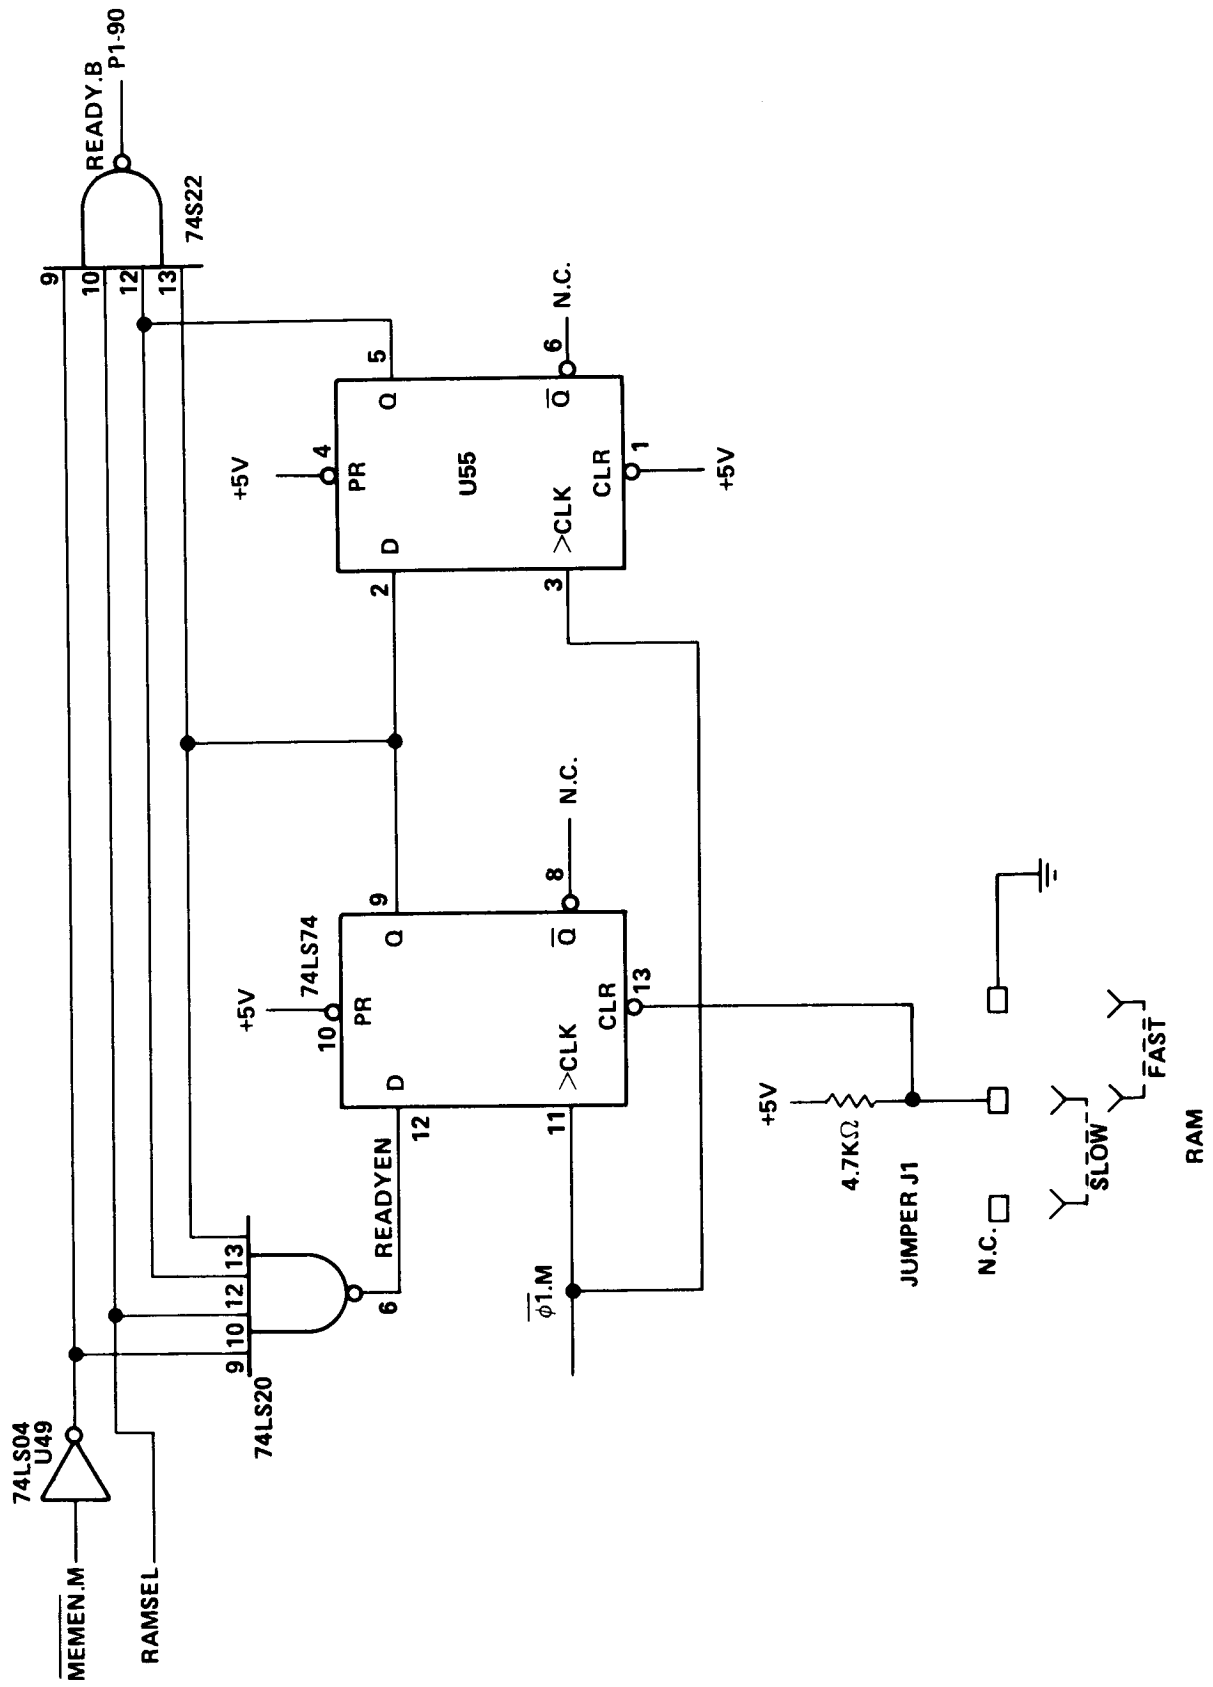 MEMEN.M
RAMSEL
74LS04
U49
74LS20
9
10
12
13
6
READYEN
φ1.M
12
11
+5V
10
74LS74
PR
D
Q
9
>CLK
Q
8
N.C.
CLR
13
+5V
4.7KΩ
JUMPER J1
N.C.
SLOW
FAST
RAM
+5V
4
PR
2
D
Q
5
U55
3
>CLK
Q
6
N.C.
CLR
1
+5V
9
10
12
13
74S22
READY.B
P1-90